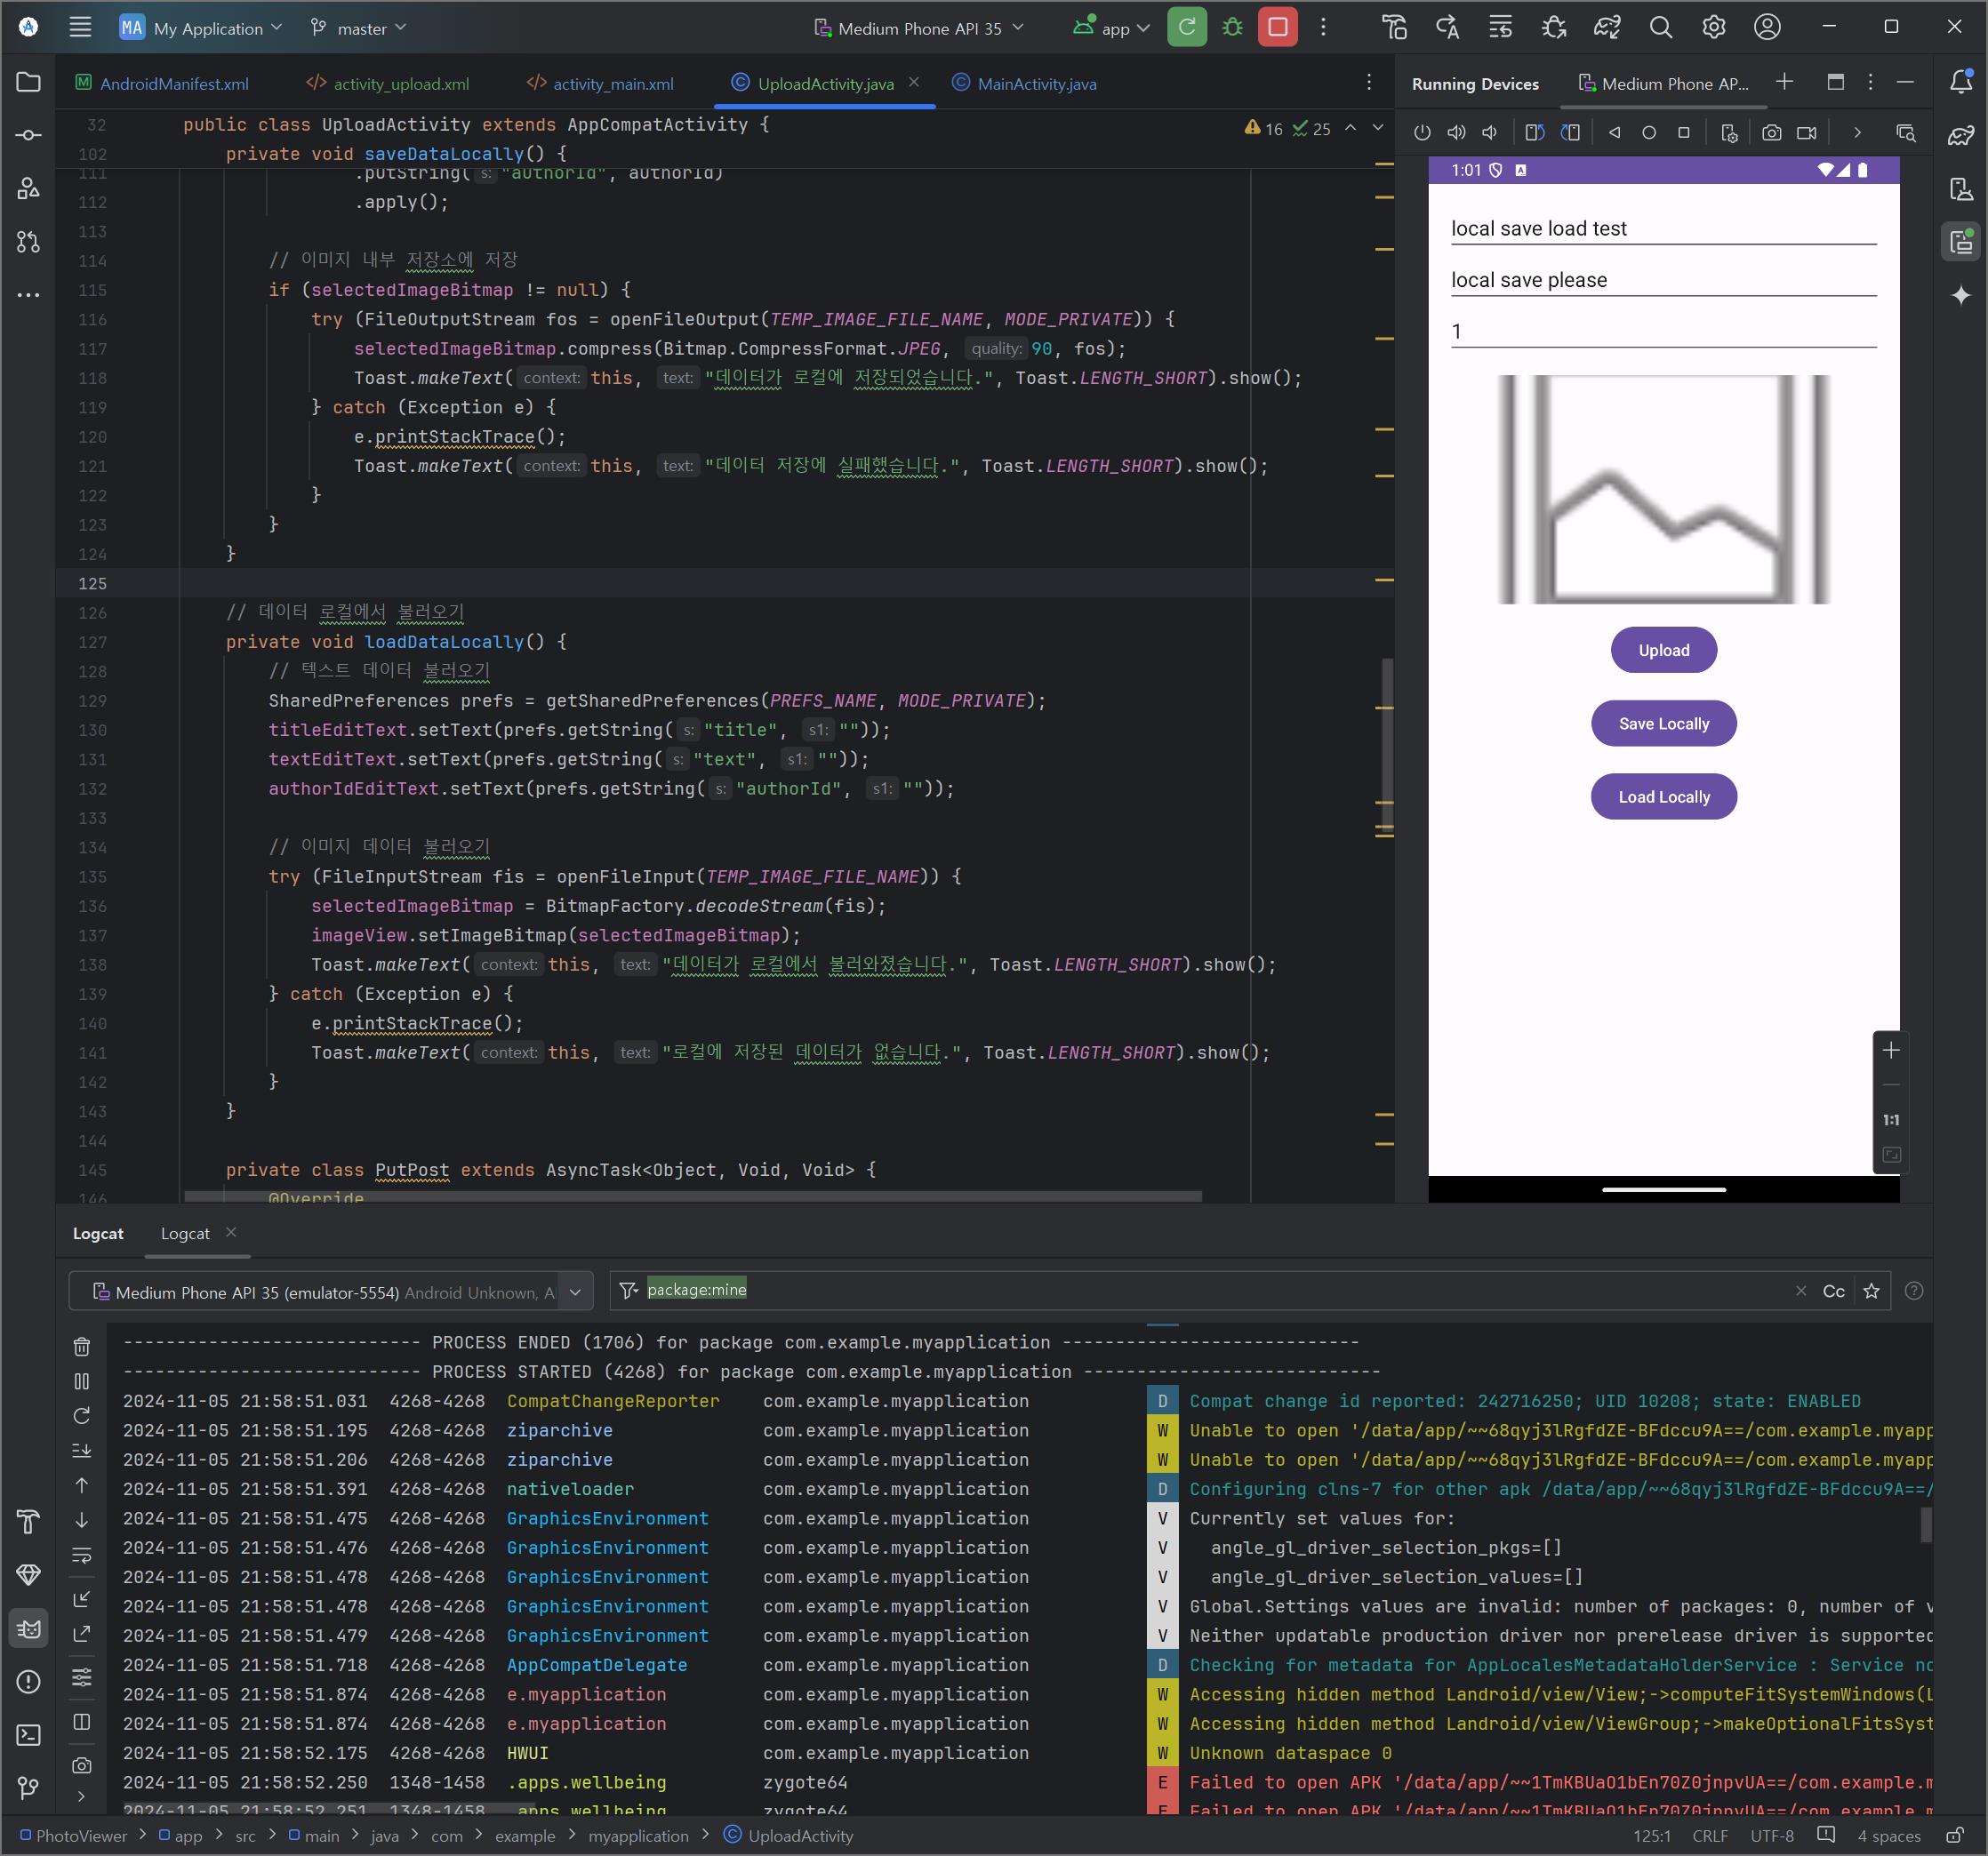 MA My Application master Medium Phone API 35 app
AndroidManifest.xml activity_upload.xml activity_main.xml UploadActivity.java MainActivity.java
32 public class UploadActivity extends AppCompatActivity {
16 25
102 private void saveDataLocally() {
111 .putString( s: "authorId", authorId)
112 .apply();
113
114 // 이미지 내부 저장소에 저장
115 if (selectedImageBitmap != null) {
116 try (FileOutputStream fos = openFileOutput(TEMP_IMAGE_FILE_NAME, MODE_PRIVATE)) {
117 selectedImageBitmap.compress(Bitmap.CompressFormat.JPEG, quality: 90, fos);
118 Toast.makeText( context: this, text: "데이터가 로컬에 저장되었습니다.", Toast.LENGTH_SHORT).show();
119 } catch (Exception e) {
120 e.printStackTrace();
121 Toast.makeText( context: this, text: "데이터 저장에 실패했습니다.", Toast.LENGTH_SHORT).show();
122 }
123 }
124 }
125
126 // 데이터 로컬에서 불러오기
127 private void loadDataLocally() {
128 // 텍스트 데이터 불러오기
129 SharedPreferences prefs = getSharedPreferences(PREFS_NAME, MODE_PRIVATE);
130 titleEditText.setText(prefs.getString( s: "title", s1: ""));
131 textEditText.setText(prefs.getString( s: "text", s1: ""));
132 authorIdEditText.setText(prefs.getString( s: "authorId", s1: ""));
133
134 // 이미지 데이터 불러오기
135 try (FileInputStream fis = openFileInput(TEMP_IMAGE_FILE_NAME)) {
136 selectedImageBitmap = BitmapFactory.decodeStream(fis);
137 imageView.setImageBitmap(selectedImageBitmap);
138 Toast.makeText( context: this, text: "데이터가 로컬에서 불러와졌습니다.", Toast.LENGTH_SHORT).show();
139 } catch (Exception e) {
140 e.printStackTrace();
141 Toast.makeText( context: this, text: "로컬에 저장된 데이터가 없습니다.", Toast.LENGTH_SHORT).show();
142 }
143 }
144
145 private class PutPost extends AsyncTask<Object, Void, Void> {
146 @Override
Running Devices Medium Phone AP...
1:01
local save load test
local save please
1
Upload
Save Locally
Load Locally
1:1
Logcat Logcat
Medium Phone API 35 (emulator-5554) Android Unknown, A
package:mine
Cc
---------------------------- PROCESS ENDED (1706) for package com.example.myapplication ----------------------------
---------------------------- PROCESS STARTED (4268) for package com.example.myapplication ----------------------------
2024-11-05 21:58:51.031 4268-4268 CompatChangeReporter com.example.myapplication D Compat change id reported: 242716250; UID 10208; state: ENABLED
2024-11-05 21:58:51.195 4268-4268 ziparchive com.example.myapplication W Unable to open '/data/app/~~68qyj3lRgfdZE-BFdccu9A==/com.example.myapp
2024-11-05 21:58:51.206 4268-4268 ziparchive com.example.myapplication W Unable to open '/data/app/~~68qyj3lRgfdZE-BFdccu9A==/com.example.myapp
2024-11-05 21:58:51.391 4268-4268 nativeloader com.example.myapplication D Configuring clns-7 for other apk /data/app/~~68qyj3lRgfdZE-BFdccu9A==/
2024-11-05 21:58:51.475 4268-4268 GraphicsEnvironment com.example.myapplication V Currently set values for:
2024-11-05 21:58:51.476 4268-4268 GraphicsEnvironment com.example.myapplication V angle_gl_driver_selection_pkgs=[]
2024-11-05 21:58:51.478 4268-4268 GraphicsEnvironment com.example.myapplication V angle_gl_driver_selection_values=[]
2024-11-05 21:58:51.478 4268-4268 GraphicsEnvironment com.example.myapplication V Global.Settings values are invalid: number of packages: 0, number of v
2024-11-05 21:58:51.479 4268-4268 GraphicsEnvironment com.example.myapplication V Neither updatable production driver nor prerelease driver is supported
2024-11-05 21:58:51.718 4268-4268 AppCompatDelegate com.example.myapplication D Checking for metadata for AppLocalesMetadataHolderService : Service no
2024-11-05 21:58:51.874 4268-4268 e.myapplication com.example.myapplication W Accessing hidden method Landroid/view/View;->computeFitSystemWindows(L
2024-11-05 21:58:51.874 4268-4268 e.myapplication com.example.myapplication W Accessing hidden method Landroid/view/ViewGroup;->makeOptionalFitsSyst
2024-11-05 21:58:52.175 4268-4268 HWUI com.example.myapplication W Unknown dataspace 0
2024-11-05 21:58:52.250 1348-1458 .apps.wellbeing zygote64 E Failed to open APK '/data/app/~~1TmKBUaO1bEn70Z0jnpvUA==/com.example.m
2024-11-05 21:58:52.251 1348-1458 .apps.wellbeing zygote64 E Failed to open APK '/data/app/~~1TmKBUaO1bEn70Z0jnpvUA==/com.example.m
PhotoViewer > app > src > main > java > com > example > myapplication > UploadActivity
125:1 CRLF UTF-8 4 spaces